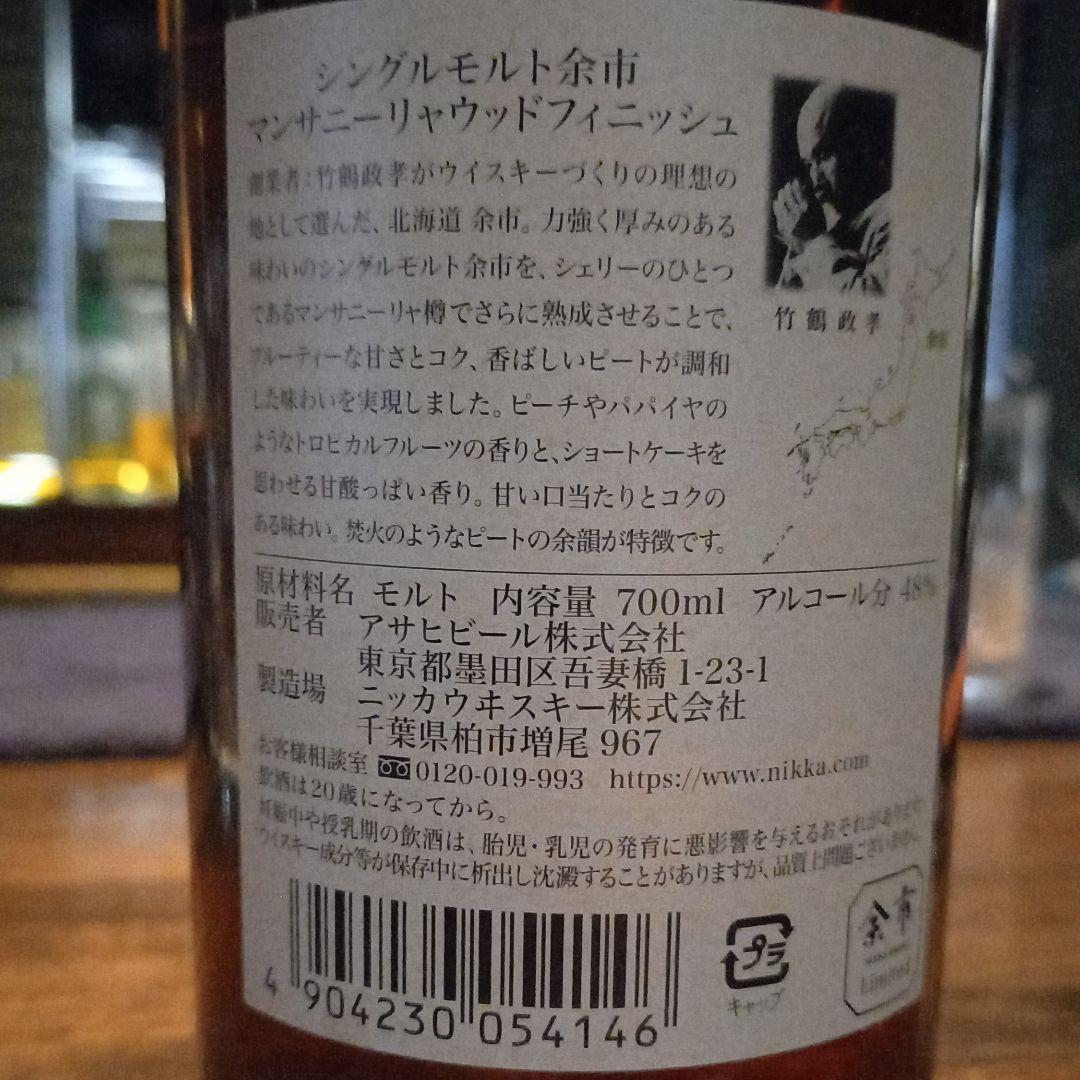 シングルモルト余市
マンサニーリャウッドフィニッシュ
創業者:竹鶴政孝がウイスキーづくりの理想の
地として選んだ、北海道 余市。力強く厚みのある
味わいのシングルモルト余市を、シェリーのひとつ
であるマンサニーリャ樽でさらに熟成させることで、
フルーティーな甘さとコク、香ばしいピートが調和
した味わいを実現しました。ピーチやパパイヤの
ようなトロピカルフルーツの香りと、ショートケーキを
思わせる甘酸っぱい香り。甘い口当たりとコクの
ある味わい。焚火のようなピートの余韻が特徴です。
竹鶴政孝
原材料名 モルト 内容量 700ml アルコール分 48%
販売者 アサヒビール株式会社
東京都墨田区吾妻橋1-23-1
製造場 ニッカウヰスキー株式会社
千葉県柏市増尾967
お客様相談室 0120-019-993 https://www.nikka.com
飲酒は20歳になってから。
妊娠中や授乳期の飲酒は、胎児・乳児の発育に悪影響を与えるおそれがあります。
ウイスキー成分等が保存中に析出し沈澱することがありますが、品質上問題ございません。
4 904230 054146
プラ
キャップ
余市
Limited